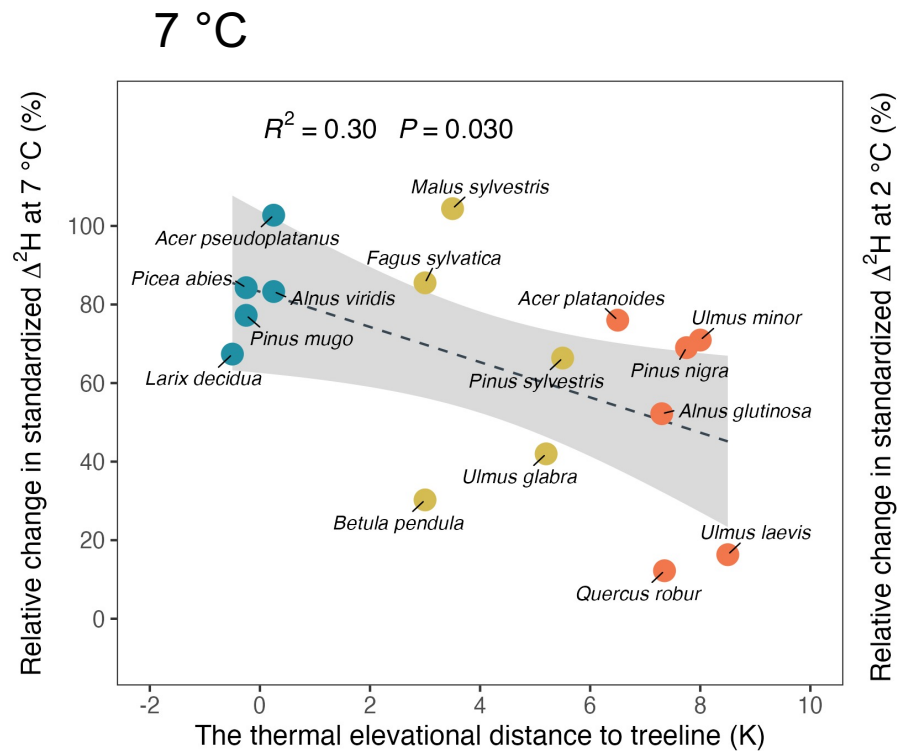 7 °C
Relative change in standardized Δ²H at 7 °C (%)
R² = 0.30 P = 0.030
Malus sylvestris
Acer pseudoplatanus
Fagus sylvatica
Picea abies
Alnus viridis
Acer platanoides
Ulmus minor
Pinus mugo
Larix decidua
Pinus sylvestris
Pinus nigra
Alnus glutinosa
Ulmus glabra
Betula pendula
Ulmus laevis
Quercus robur
100
80
60
40
20
0
-2 0 2 4 6 8 10
The thermal elevational distance to treeline (K)
Relative change in standardized Δ²H at 2 °C (%)